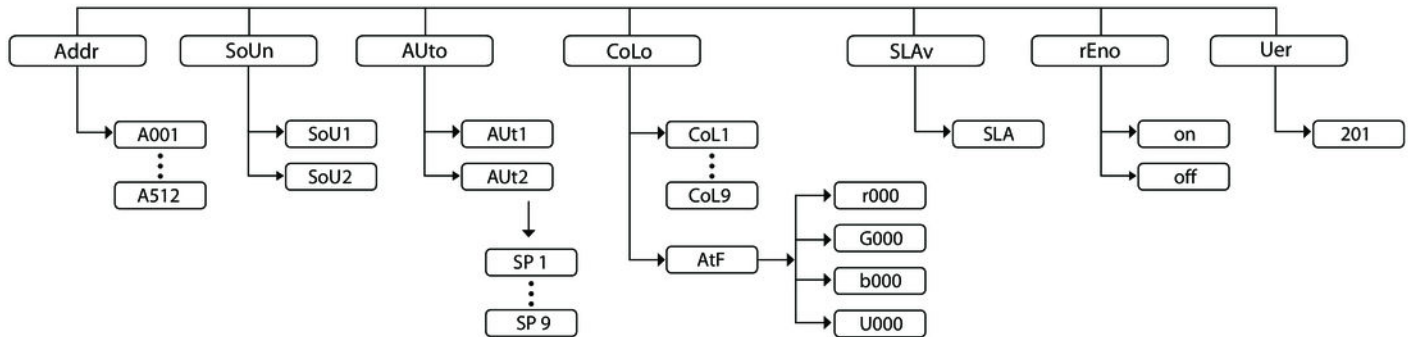 Addr
SoUn
AUto
CoLo
SLAv
rEno
Uer
A001
A512
SoU1
SoU2
AUt1
AUt2
SP 1
SP 9
CoL1
CoL9
AtF
r000
G000
b000
U000
SLA
on
off
201